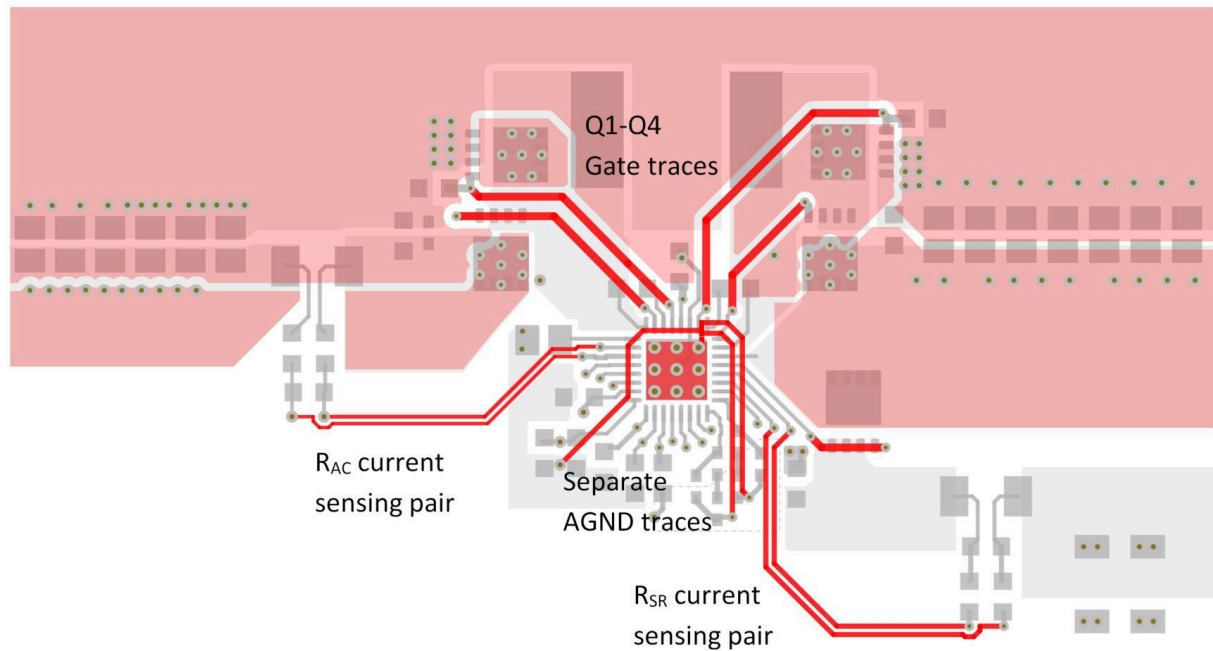 Q1-Q4
Gate traces
RAC current
sensing pair
Separate
AGND traces
RSR current
sensing pair